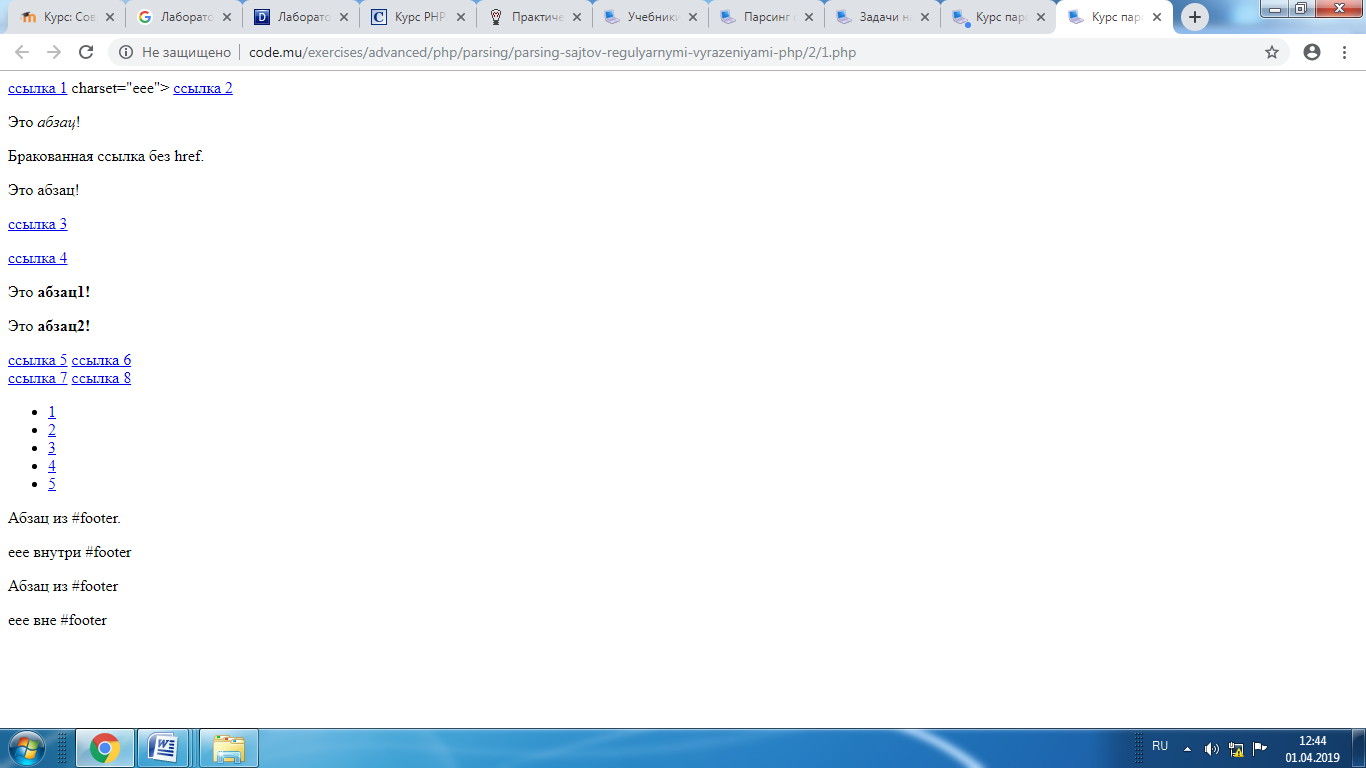 Курс: Сов
Лаборато
Лаборато
Курс PHP
Практиче
Учебник
Парсинг
Задачи на
Курс пар
Курс пар
Не защищено
code.mu/exercises/advanced/php/parsing/parsing-sajtov-regulyarnymi-vyrazeniyami-php/2/1.php
ссылка 1 charset="eee"> ссылка 2
Это абзац!
Бракованная ссылка без href.
Это абзац!
ссылка 3
ссылка 4
Это абзац1!
Это абзац2!
ссылка 5 ссылка 6
ссылка 7 ссылка 8
1
2
3
4
5
Абзац из #footer.
eee внутри #footer
Абзац из #footer
eee вне #footer
RU
12:44
01.04.2019